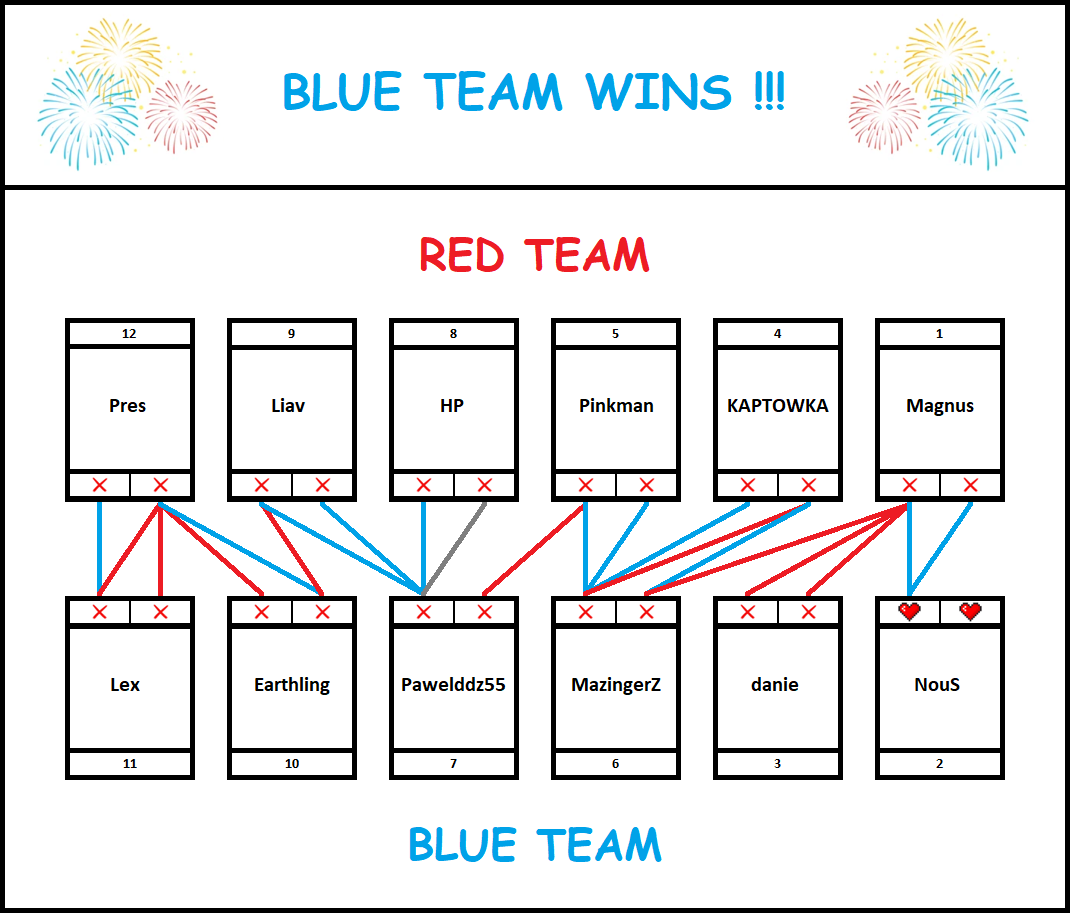 BLUE TEAM WINS !!!
RED TEAM
12 9 8 5 4 1
Pres Liav HP Pinkman KAPTOWKA Magnus
Lex Earthling Pawelddz55 MazingerZ danie NouS
11 10 7 6 3 2
BLUE TEAM